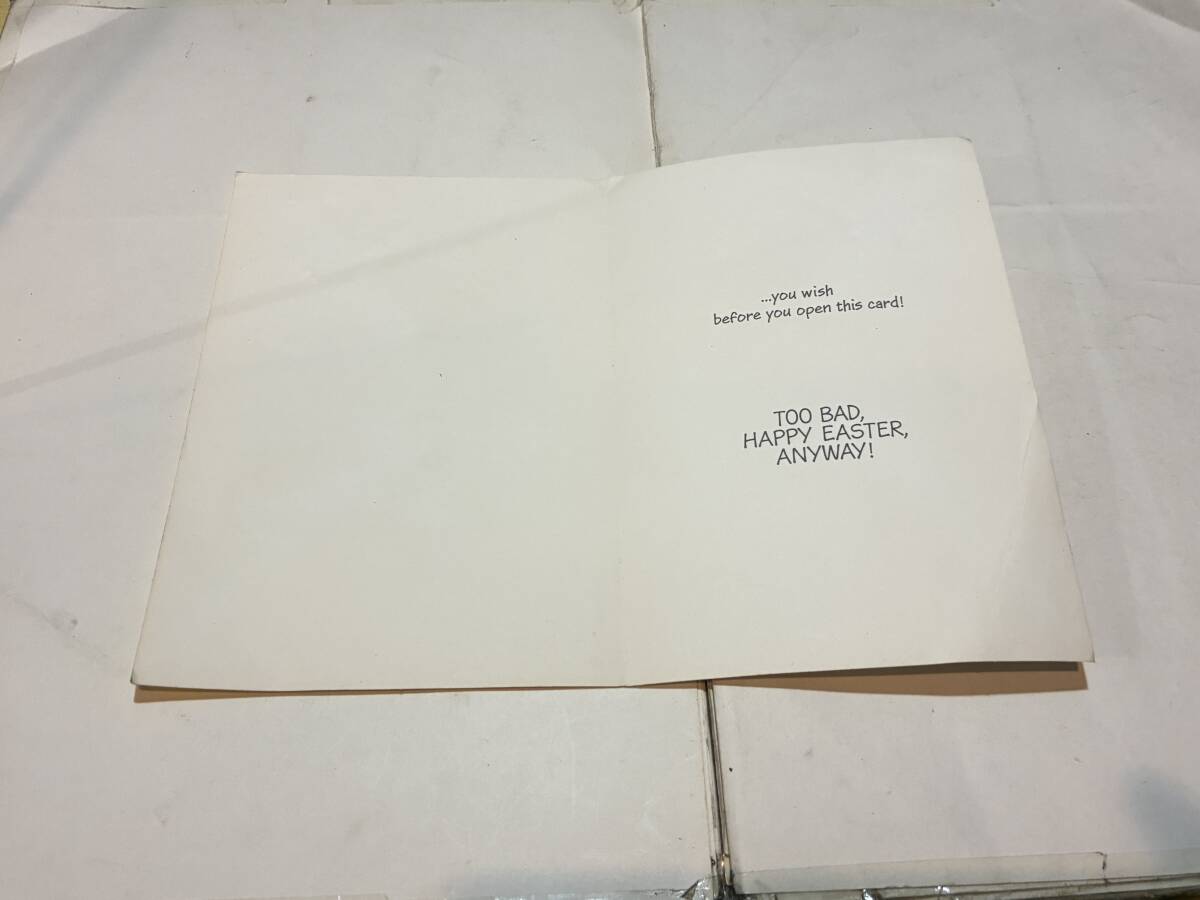 ...you wish
before you open this card!
TOO BAD,
HAPPY EASTER,
ANYWAY!